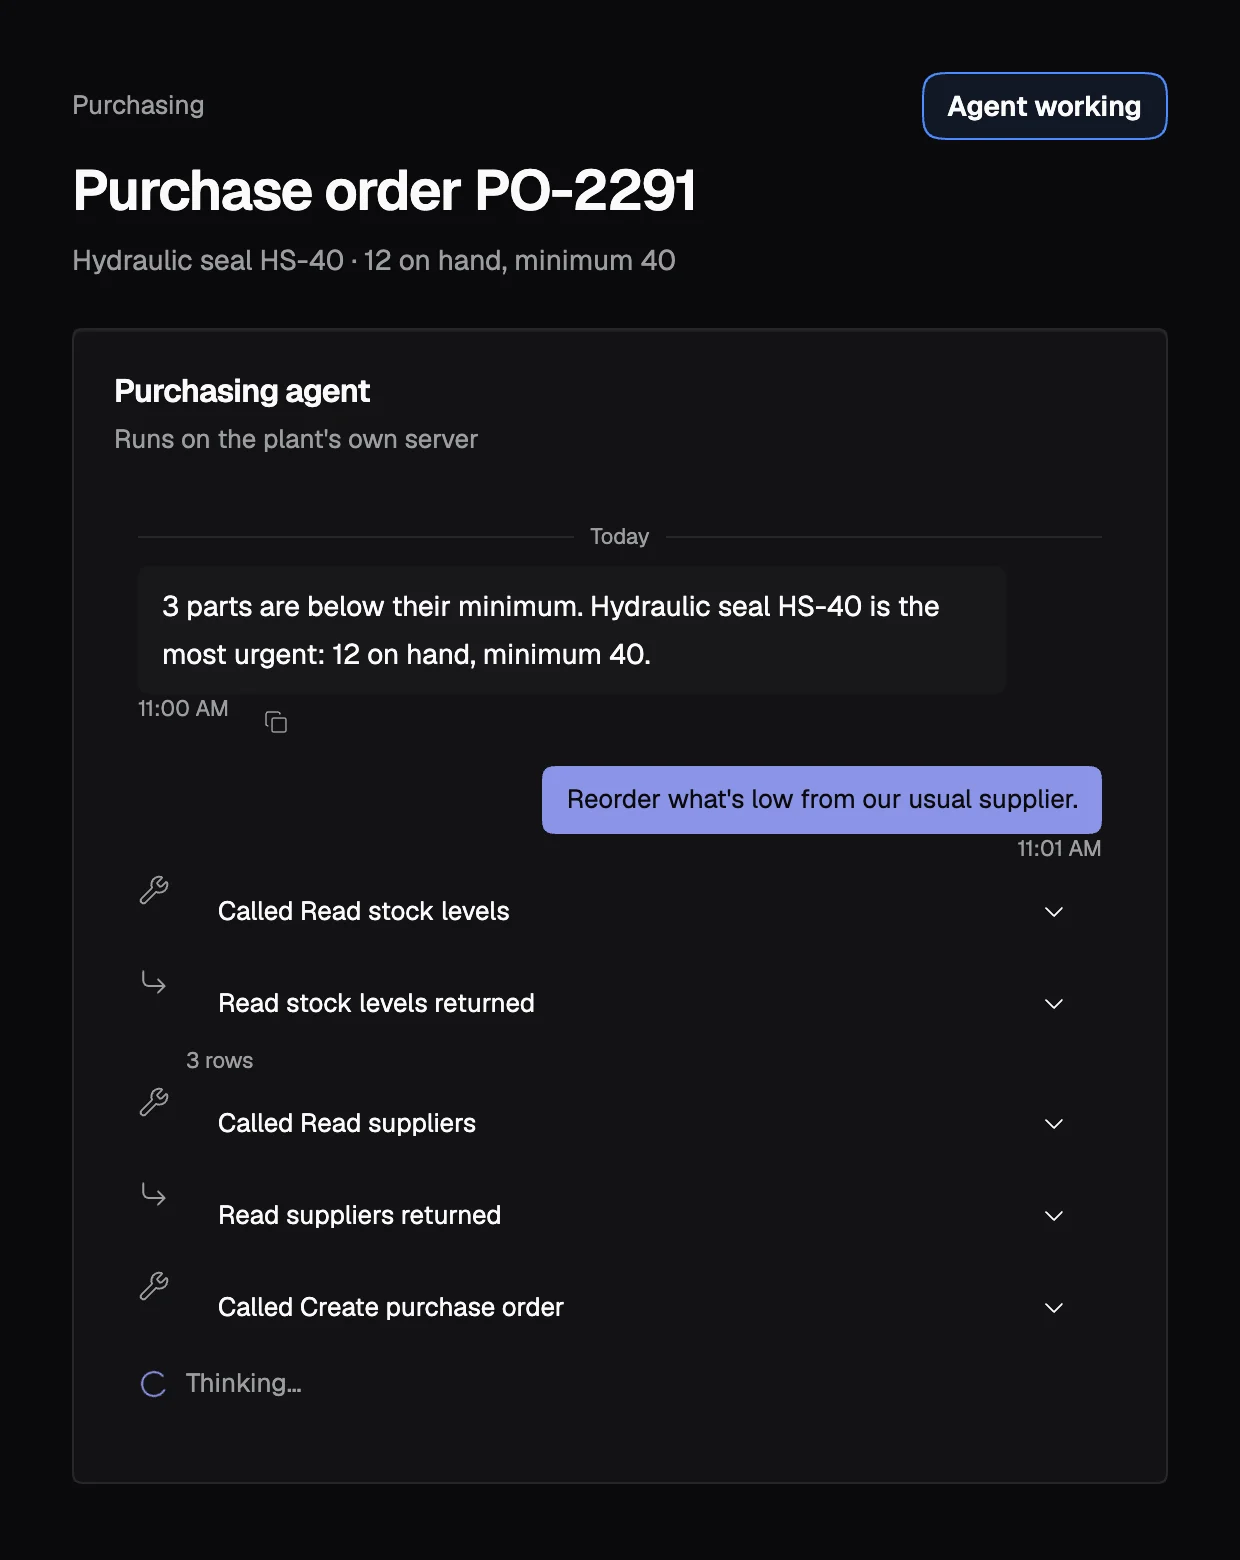 Purchasing
Agent working
Purchase order PO-2291
Hydraulic seal HS-40 · 12 on hand, minimum 40
Purchasing agent
Runs on the plant's own server
Today
3 parts are below their minimum. Hydraulic seal HS-40 is the
most urgent: 12 on hand, minimum 40.
11:00 AM
Reorder what's low from our usual supplier.
11:01 AM
Called Read stock levels
Read stock levels returned
3 rows
Called Read suppliers
Read suppliers returned
Called Create purchase order
Thinking…